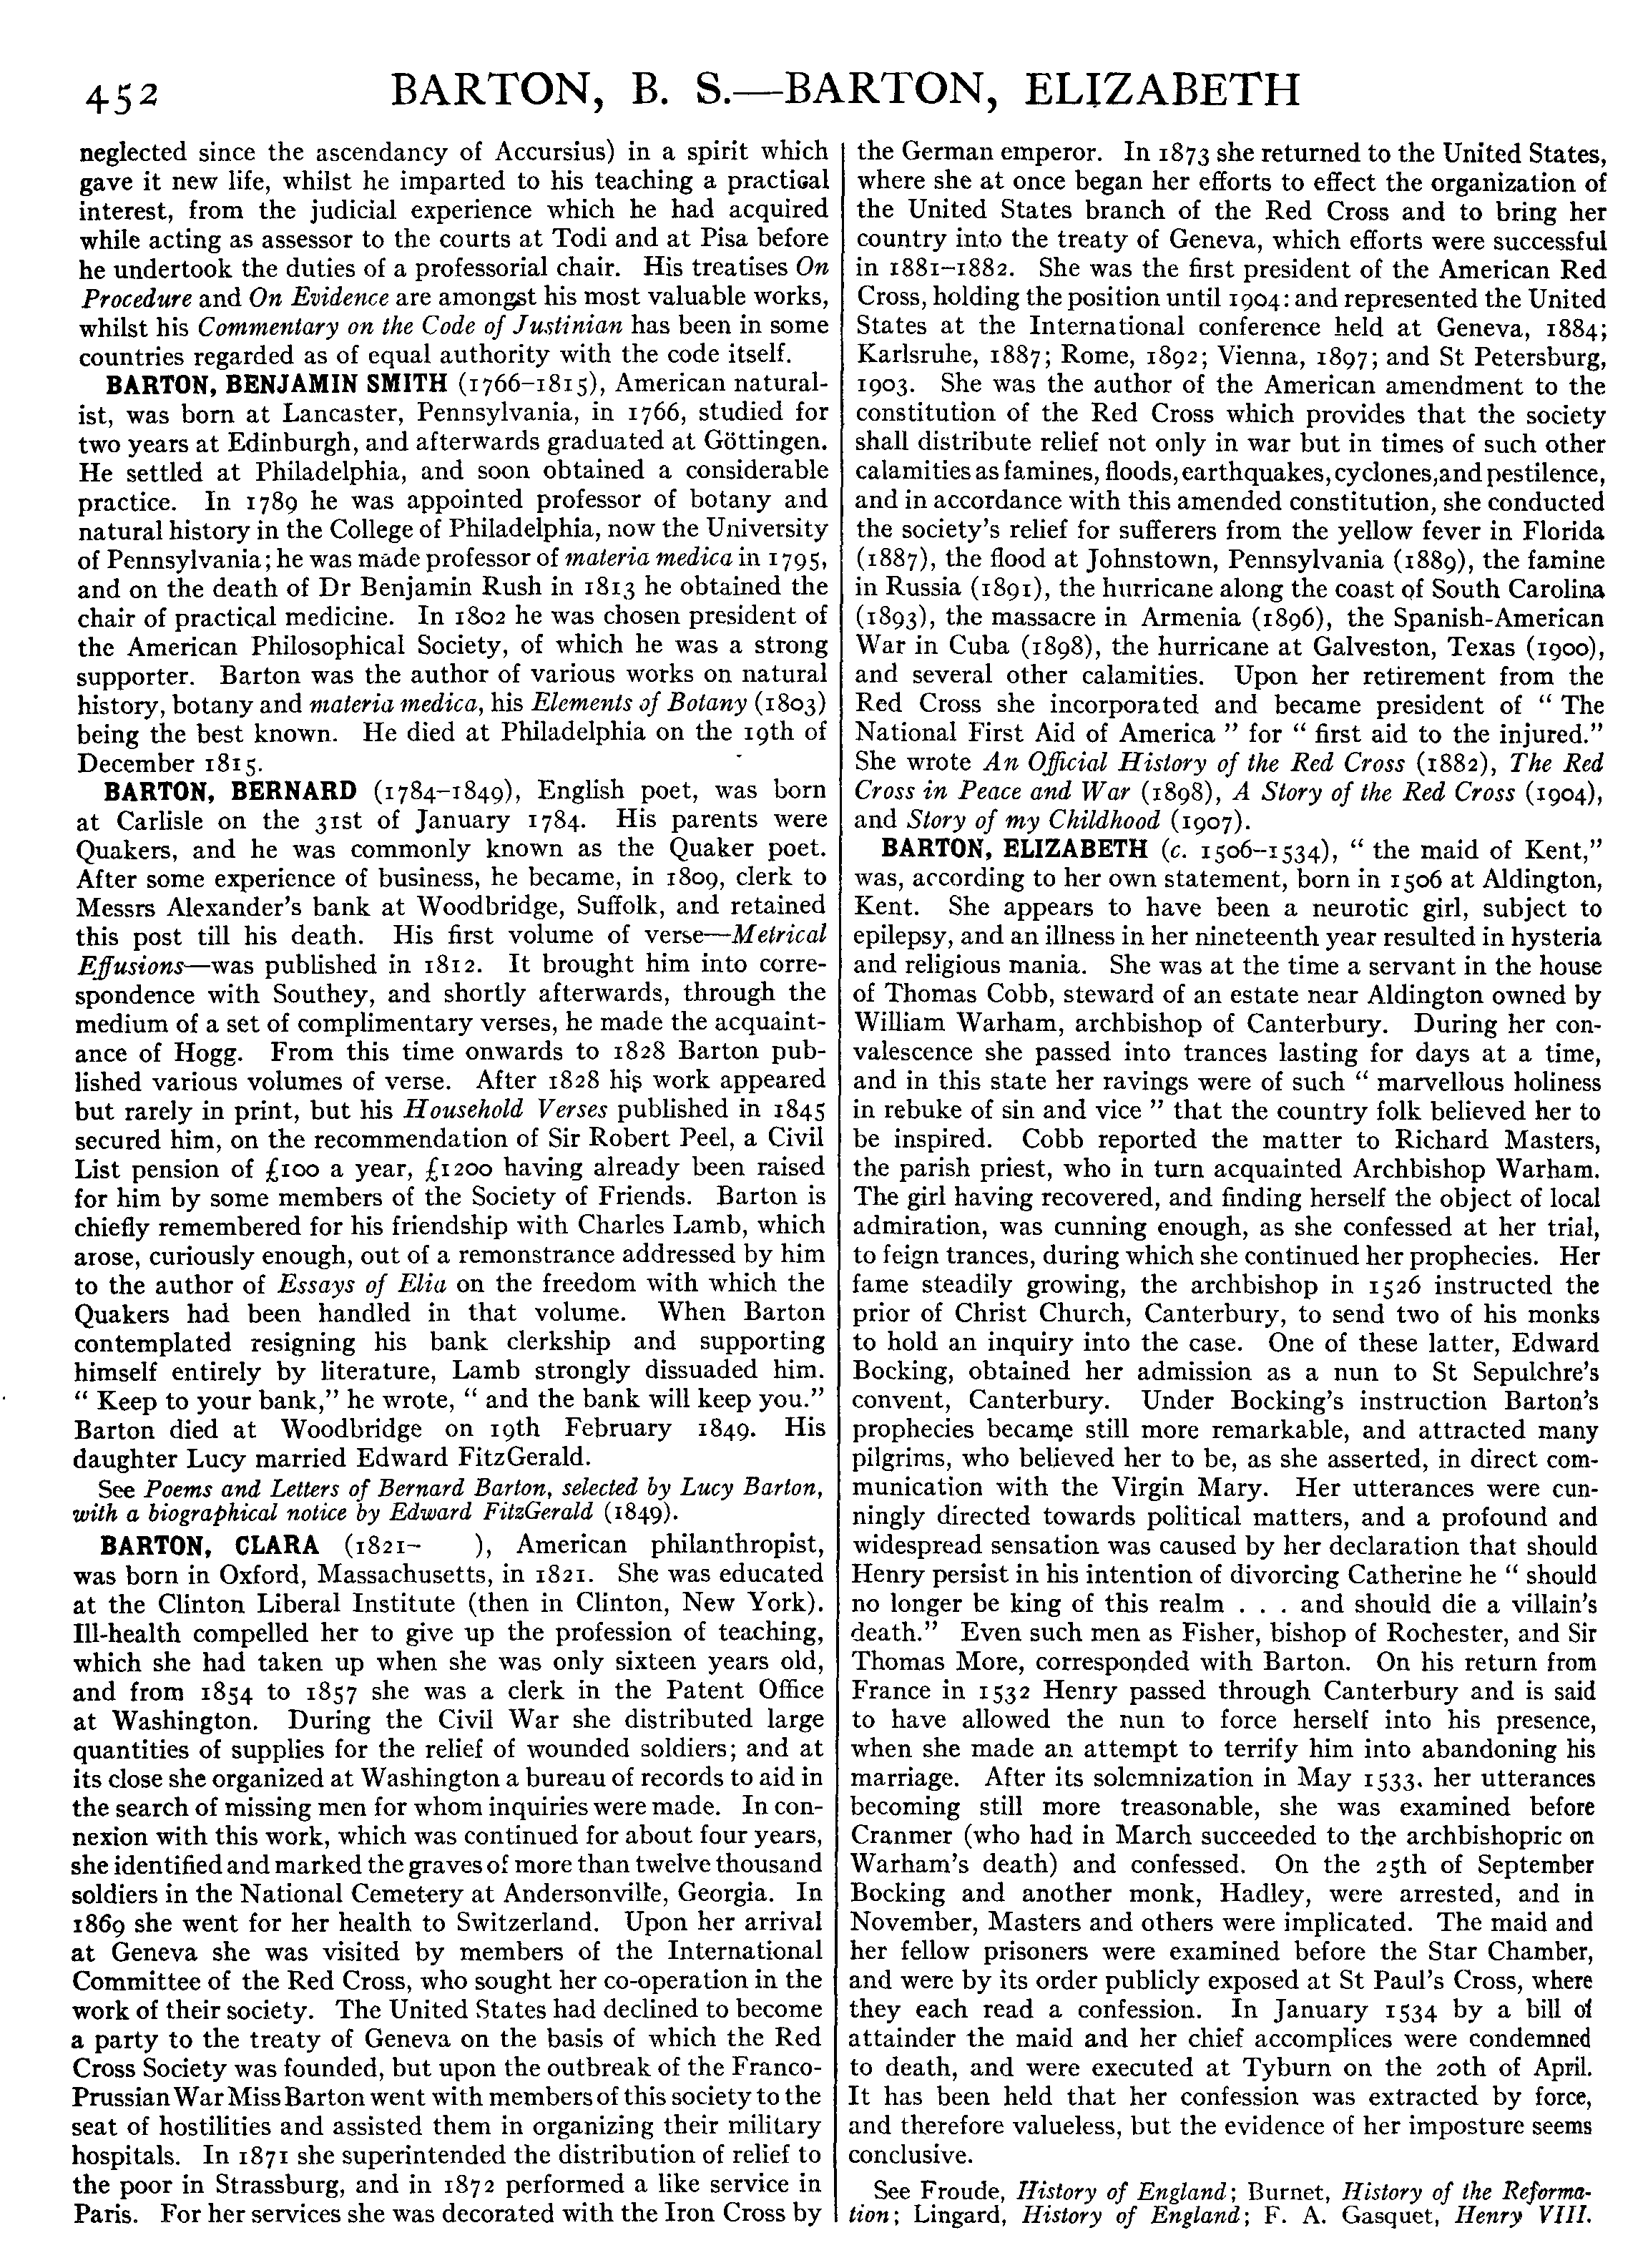 452
BARTON, B. S.—BARTON, ELIZABETH
neglected since the ascendancy of Accursius) in a spirit which
gave it new life, whilst he imparted to his teaching a practical
interest, from the judicial experience which he had acquired
while acting as assessor to the courts at Todi and at Pisa before
he undertook the duties of a professorial chair. His treatises On
Procedure and On Evidence are amongst his most valuable works,
whilst his Commentary on the Code of Justinian has been in some
countries regarded as of equal authority with the code itself.
BARTON, BENJAMIN SMITH (1766–1815), American natural-
ist, was born at Lancaster, Pennsylvania, in 1766, studied for
two years at Edinburgh, and afterwards graduated at Göttingen.
He settled at Philadelphia, and soon obtained a considerable
practice. In 1789 he was appointed professor of botany and
natural history in the College of Philadelphia, now the University
of Pennsylvania; he was made professor of materia medica in 1795,
and on the death of Dr Benjamin Rush in 1813 he obtained the
chair of practical medicine. In 1802 he was chosen president of
the American Philosophical Society, of which he was a strong
supporter. Barton was the author of various works on natural
history, botany and materia medica, his Elements of Botany (1803)
being the best known. He died at Philadelphia on the 19th of
December 1815.
BARTON, BERNARD (1784–1849), English poet, was born
at Carlisle on the 31st of January 1784. His parents were
Quakers, and he was commonly known as the Quaker poet.
After some experience of business, he became, in 1809, clerk to
Messrs Alexander's bank at Woodbridge, Suffolk, and retained
this post till his death. His first volume of verse—Metrical
Effusions—was published in 1812. It brought him into corre-
spondence with Southey, and shortly afterwards, through the
medium of a set of complimentary verses, he made the acquaint-
ance of Hogg. From this time onwards to 1828 Barton pub-
lished various volumes of verse. After 1828 his work appeared
but rarely in print, but his Household Verses published in 1845
secured him, on the recommendation of Sir Robert Peel, a Civil
List pension of £100 a year, £1200 having already been raised
for him by some members of the Society of Friends. Barton is
chiefly remembered for his friendship with Charles Lamb, which
arose, curiously enough, out of a remonstrance addressed by him
to the author of Essays of Elia on the freedom with which the
Quakers had been handled in that volume. When Barton
contemplated resigning his bank clerkship and supporting
himself entirely by literature, Lamb strongly dissuaded him.
" Keep to your bank," he wrote, " and the bank will keep you."
Barton died at Woodbridge on 19th February 1849. His
daughter Lucy married Edward FitzGerald.
See Poems and Letters of Bernard Barton, selected by Lucy Barton,
with a biographical notice by Edward FitzGerald (1849).
BARTON, CLARA (1821–    ), American philanthropist,
was born in Oxford, Massachusetts, in 1821. She was educated
at the Clinton Liberal Institute (then in Clinton, New York).
Ill-health compelled her to give up the profession of teaching,
which she had taken up when she was only sixteen years old,
and from 1854 to 1857 she was a clerk in the Patent Office
at Washington. During the Civil War she distributed large
quantities of supplies for the relief of wounded soldiers; and at
its close she organized at Washington a bureau of records to aid in
the search of missing men for whom inquiries were made. In con-
nexion with this work, which was continued for about four years,
she identified and marked the graves of more than twelve thousand
soldiers in the National Cemetery at Andersonville, Georgia. In
1869 she went for her health to Switzerland. Upon her arrival
at Geneva she was visited by members of the International
Committee of the Red Cross, who sought her co-operation in the
work of their society. The United States had declined to become
a party to the treaty of Geneva on the basis of which the Red
Cross Society was founded, but upon the outbreak of the Franco-
Prussian War Miss Barton went with members of this society to the
seat of hostilities and assisted them in organizing their military
hospitals. In 1871 she superintended the distribution of relief to
the poor in Strassburg, and in 1872 performed a like service in
Paris. For her services she was decorated with the Iron Cross by
the German emperor. In 1873 she returned to the United States,
where she at once began her efforts to effect the organization of
the United States branch of the Red Cross and to bring her
country into the treaty of Geneva, which efforts were successful
in 1881–1882. She was the first president of the American Red
Cross, holding the position until 1904: and represented the United
States at the International conference held at Geneva, 1884;
Karlsruhe, 1887; Rome, 1892; Vienna, 1897; and St Petersburg,
1903. She was the author of the American amendment to the
constitution of the Red Cross which provides that the society
shall distribute relief not only in war but in times of such other
calamities as famines, floods, earthquakes, cyclones, and pestilence,
and in accordance with this amended constitution, she conducted
the society's relief for sufferers from the yellow fever in Florida
(1887), the flood at Johnstown, Pennsylvania (1889), the famine
in Russia (1891), the hurricane along the coast of South Carolina
(1893), the massacre in Armenia (1896), the Spanish-American
War in Cuba (1898), the hurricane at Galveston, Texas (1900),
and several other calamities. Upon her retirement from the
Red Cross she incorporated and became president of " The
National First Aid of America " for " first aid to the injured."
She wrote An Official History of the Red Cross (1882), The Red
Cross in Peace and War (1898), A Story of the Red Cross (1904),
and Story of my Childhood (1907).
BARTON, ELIZABETH (c. 1506–1534), " the maid of Kent,"
was, according to her own statement, born in 1506 at Aldington,
Kent. She appears to have been a neurotic girl, subject to
epilepsy, and an illness in her nineteenth year resulted in hysteria
and religious mania. She was at the time a servant in the house
of Thomas Cobb, steward of an estate near Aldington owned by
William Warham, archbishop of Canterbury. During her con-
valescence she passed into trances lasting for days at a time,
and in this state her ravings were of such " marvellous holiness
in rebuke of sin and vice " that the country folk believed her to
be inspired. Cobb reported the matter to Richard Masters,
the parish priest, who in turn acquainted Archbishop Warham.
The girl having recovered, and finding herself the object of local
admiration, was cunning enough, as she confessed at her trial,
to feign trances, during which she continued her prophecies. Her
fame steadily growing, the archbishop in 1526 instructed the
prior of Christ Church, Canterbury, to send two of his monks
to hold an inquiry into the case. One of these latter, Edward
Bocking, obtained her admission as a nun to St Sepulchre's
convent, Canterbury. Under Bocking's instruction Barton's
prophecies became still more remarkable, and attracted many
pilgrims, who believed her to be, as she asserted, in direct com-
munication with the Virgin Mary. Her utterances were cun-
ningly directed towards political matters, and a profound and
widespread sensation was caused by her declaration that should
Henry persist in his intention of divorcing Catherine he " should
no longer be king of this realm . . . and should die a villain's
death." Even such men as Fisher, bishop of Rochester, and Sir
Thomas More, corresponded with Barton. On his return from
France in 1532 Henry passed through Canterbury and is said
to have allowed the nun to force herself into his presence,
when she made an attempt to terrify him into abandoning his
marriage. After its solemnization in May 1533. her utterances
becoming still more treasonable, she was examined before
Cranmer (who had in March succeeded to the archbishopric on
Warham's death) and confessed. On the 25th of September
Bocking and another monk, Hadley, were arrested, and in
November, Masters and others were implicated. The maid and
her fellow prisoners were examined before the Star Chamber,
and were by its order publicly exposed at St Paul's Cross, where
they each read a confession. In January 1534 by a bill of
attainder the maid and her chief accomplices were condemned
to death, and were executed at Tyburn on the 20th of April.
It has been held that her confession was extracted by force,
and therefore valueless, but the evidence of her imposture seems
conclusive.
See Froude, History of England; Burnet, History of the Reforma-
tion; Lingard, History of England; F. A. Gasquet, Henry VIII.